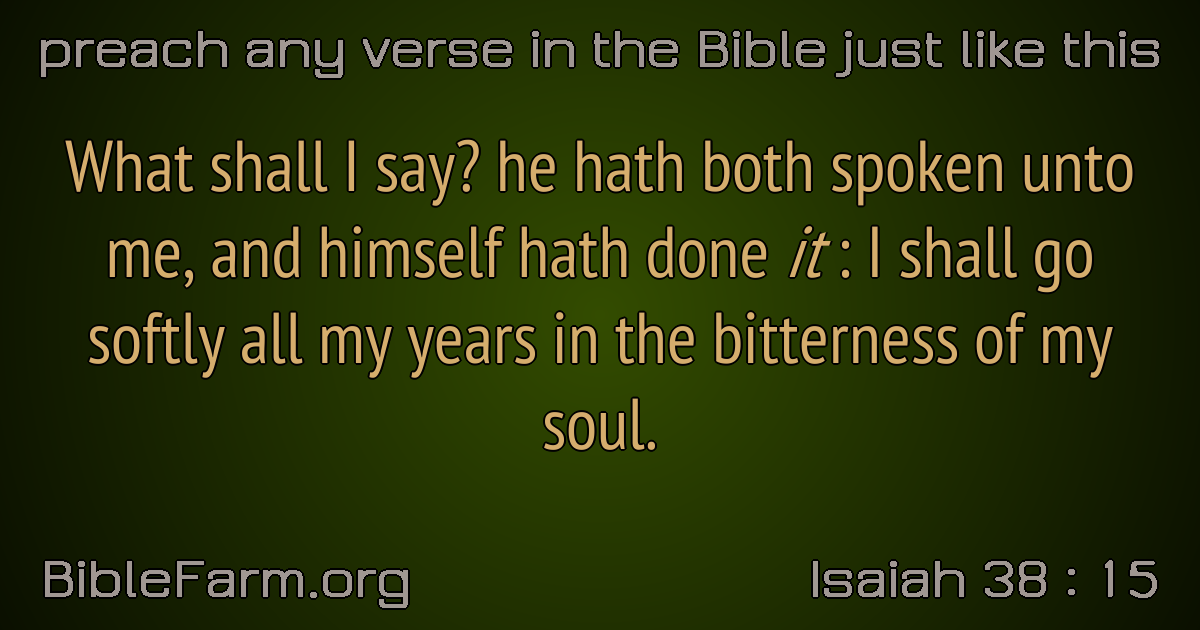 preach any verse in the Bible just like this
What shall I say? he hath both spoken unto
me, and himself hath done it : I shall go
softly all my years in the bitterness of my
soul.
BibleFarm.org
Isaiah 38 : 15